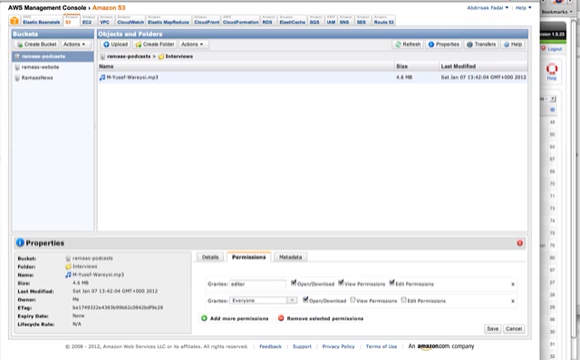 AWS Management Console > Amazon S3
Abdirisak Fadal | Help
Elastic Beanstalk S3 EC2 VPC CloudWatch Elastic MapReduce CloudFront CloudFormation RDS ElastiCache SQS IAM SNS SES Route 53
Buckets
Create Bucket Actions
ramaas-podcasts
ramaas-website
RamaasNews
Objects and Folders
Upload Create Folder Actions Refresh Properties Transfers Help
ramaas-podcasts > Interviews
Name Size Last Modified
M-Yusuf-Wareysi.mp3 4.6 MB Sat Jan 07 13:42:04 GMT+000 2012
Properties
Bucket: ramaas-podcasts
Folder: Interviews
Name: M-Yusuf-Wareysi.mp3
Size: 4.6 MB
Last Modified: Sat Jan 07 13:42:04 GMT+000 2012
Owner: Me
ETag:
Expiry Date: None
Lifecycle Rule: N/A
Details Permissions Metadata
Grantee: editor Open/Download View Permissions Edit Permissions x
Grantee: Everyone Open/Download View Permissions Edit Permissions x
Add more permissions Remove selected permissions
Save Cancel
© 2008 - 2012, Amazon Web Services LLC or its affiliates. All rights reserved. | Feedback | Support | Privacy Policy | Terms of Use | An amazon.com company
Bookmarks
Logout
Help